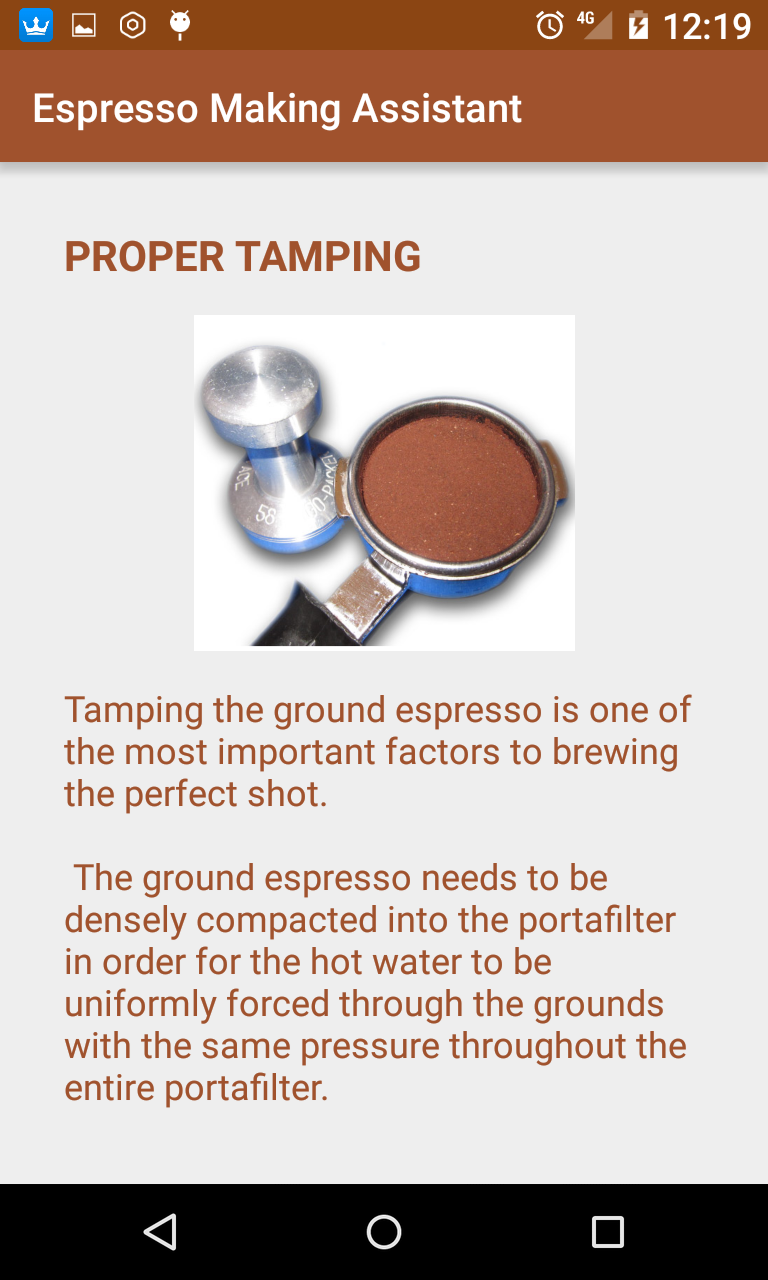 4G 12:19
Espresso Making Assistant
PROPER TAMPING
58
Tamping the ground espresso is one of
the most important factors to brewing
the perfect shot.
The ground espresso needs to be
densely compacted into the portafilter
in order for the hot water to be
uniformly forced through the grounds
with the same pressure throughout the
entire portafilter.